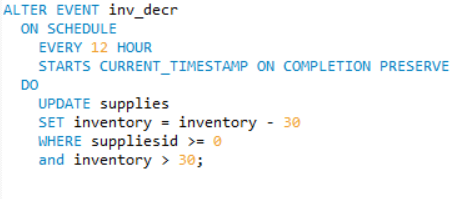 ALTER EVENT inv_decr
ON SCHEDULE
EVERY 12 HOUR
STARTS CURRENT_TIMESTAMP ON COMPLETION PRESERVE
DO
UPDATE supplies
SET inventory = inventory - 30
WHERE suppliesid >= 0
and inventory > 30;